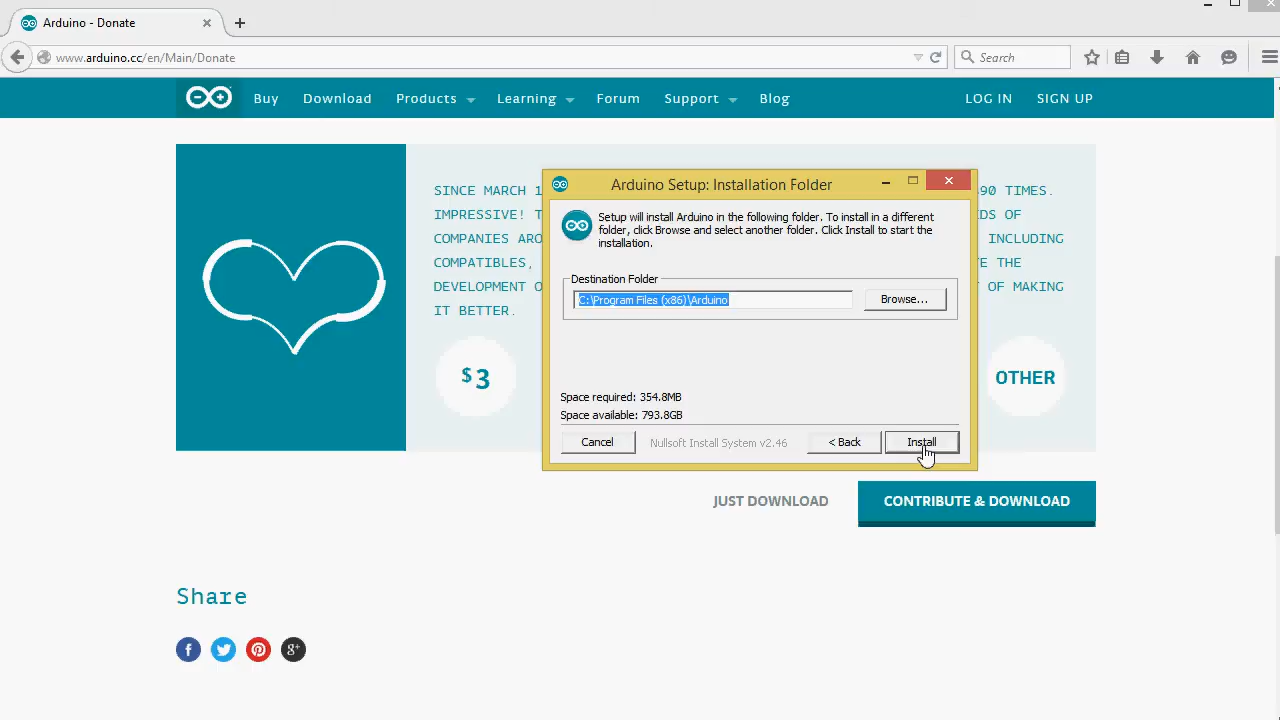 Arduino - Donate
www.arduino.cc/en/Main/Donate
Search
Buy Download Products Learning Forum Support Blog LOG IN SIGN UP
SINCE MARCH 1
90 TIMES.
IMPRESSIVE! T
DS OF
COMPANIES ARO
INCLUDING
COMPATIBLES,
E THE
DEVELOPMENT O
T OF MAKING
IT BETTER.
$3
OTHER
Arduino Setup: Installation Folder
Setup will install Arduino in the following folder. To install in a different
folder, click Browse and select another folder. Click Install to start the
installation.
Destination Folder
C:\Program Files (x86)\Arduino
Browse...
Space required: 354.8MB
Space available: 793.8GB
Cancel Nullsoft Install System v2.46 < Back Install
JUST DOWNLOAD CONTRIBUTE & DOWNLOAD
Share
f
g+